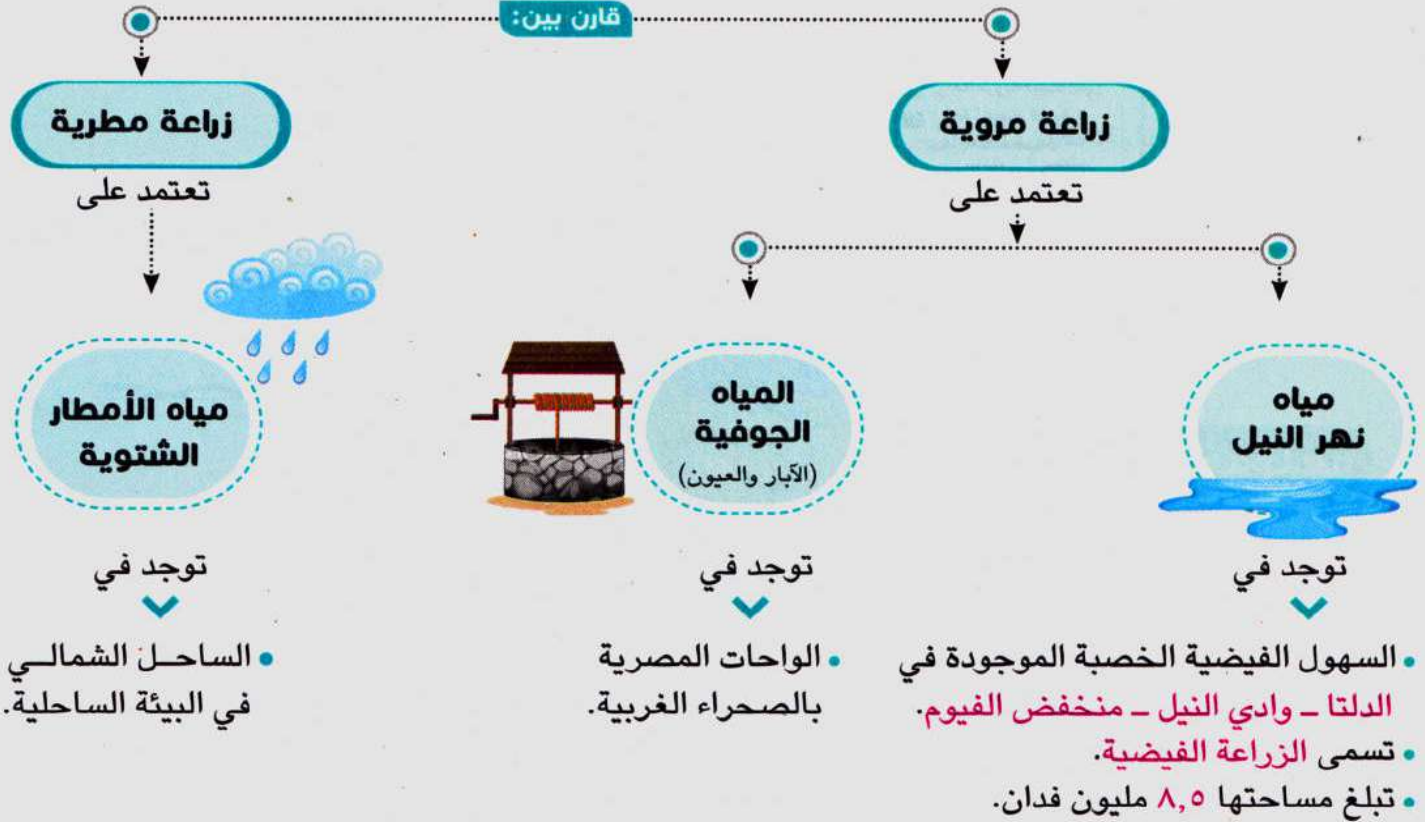 قارن بين:
زراعة مروية
زراعة مطرية
تعتمد على
تعتمد على
مياه
نهر النيل
المياه
الجوفية
(الآبار والعيون)
مياه الأمطار
الشتوية
توجد في
توجد في
توجد في
• السهول الفيضية الخصبة الموجودة في
الدلتا – وادي النيل – منخفض الفيوم.
• تسمى الزراعة الفيضية.
• تبلغ مساحتها ٨,٥ مليون فدان.
• الواحات المصرية
بالصحراء الغربية.
• الساحــل الشمالــي
في البيئة الساحلية.